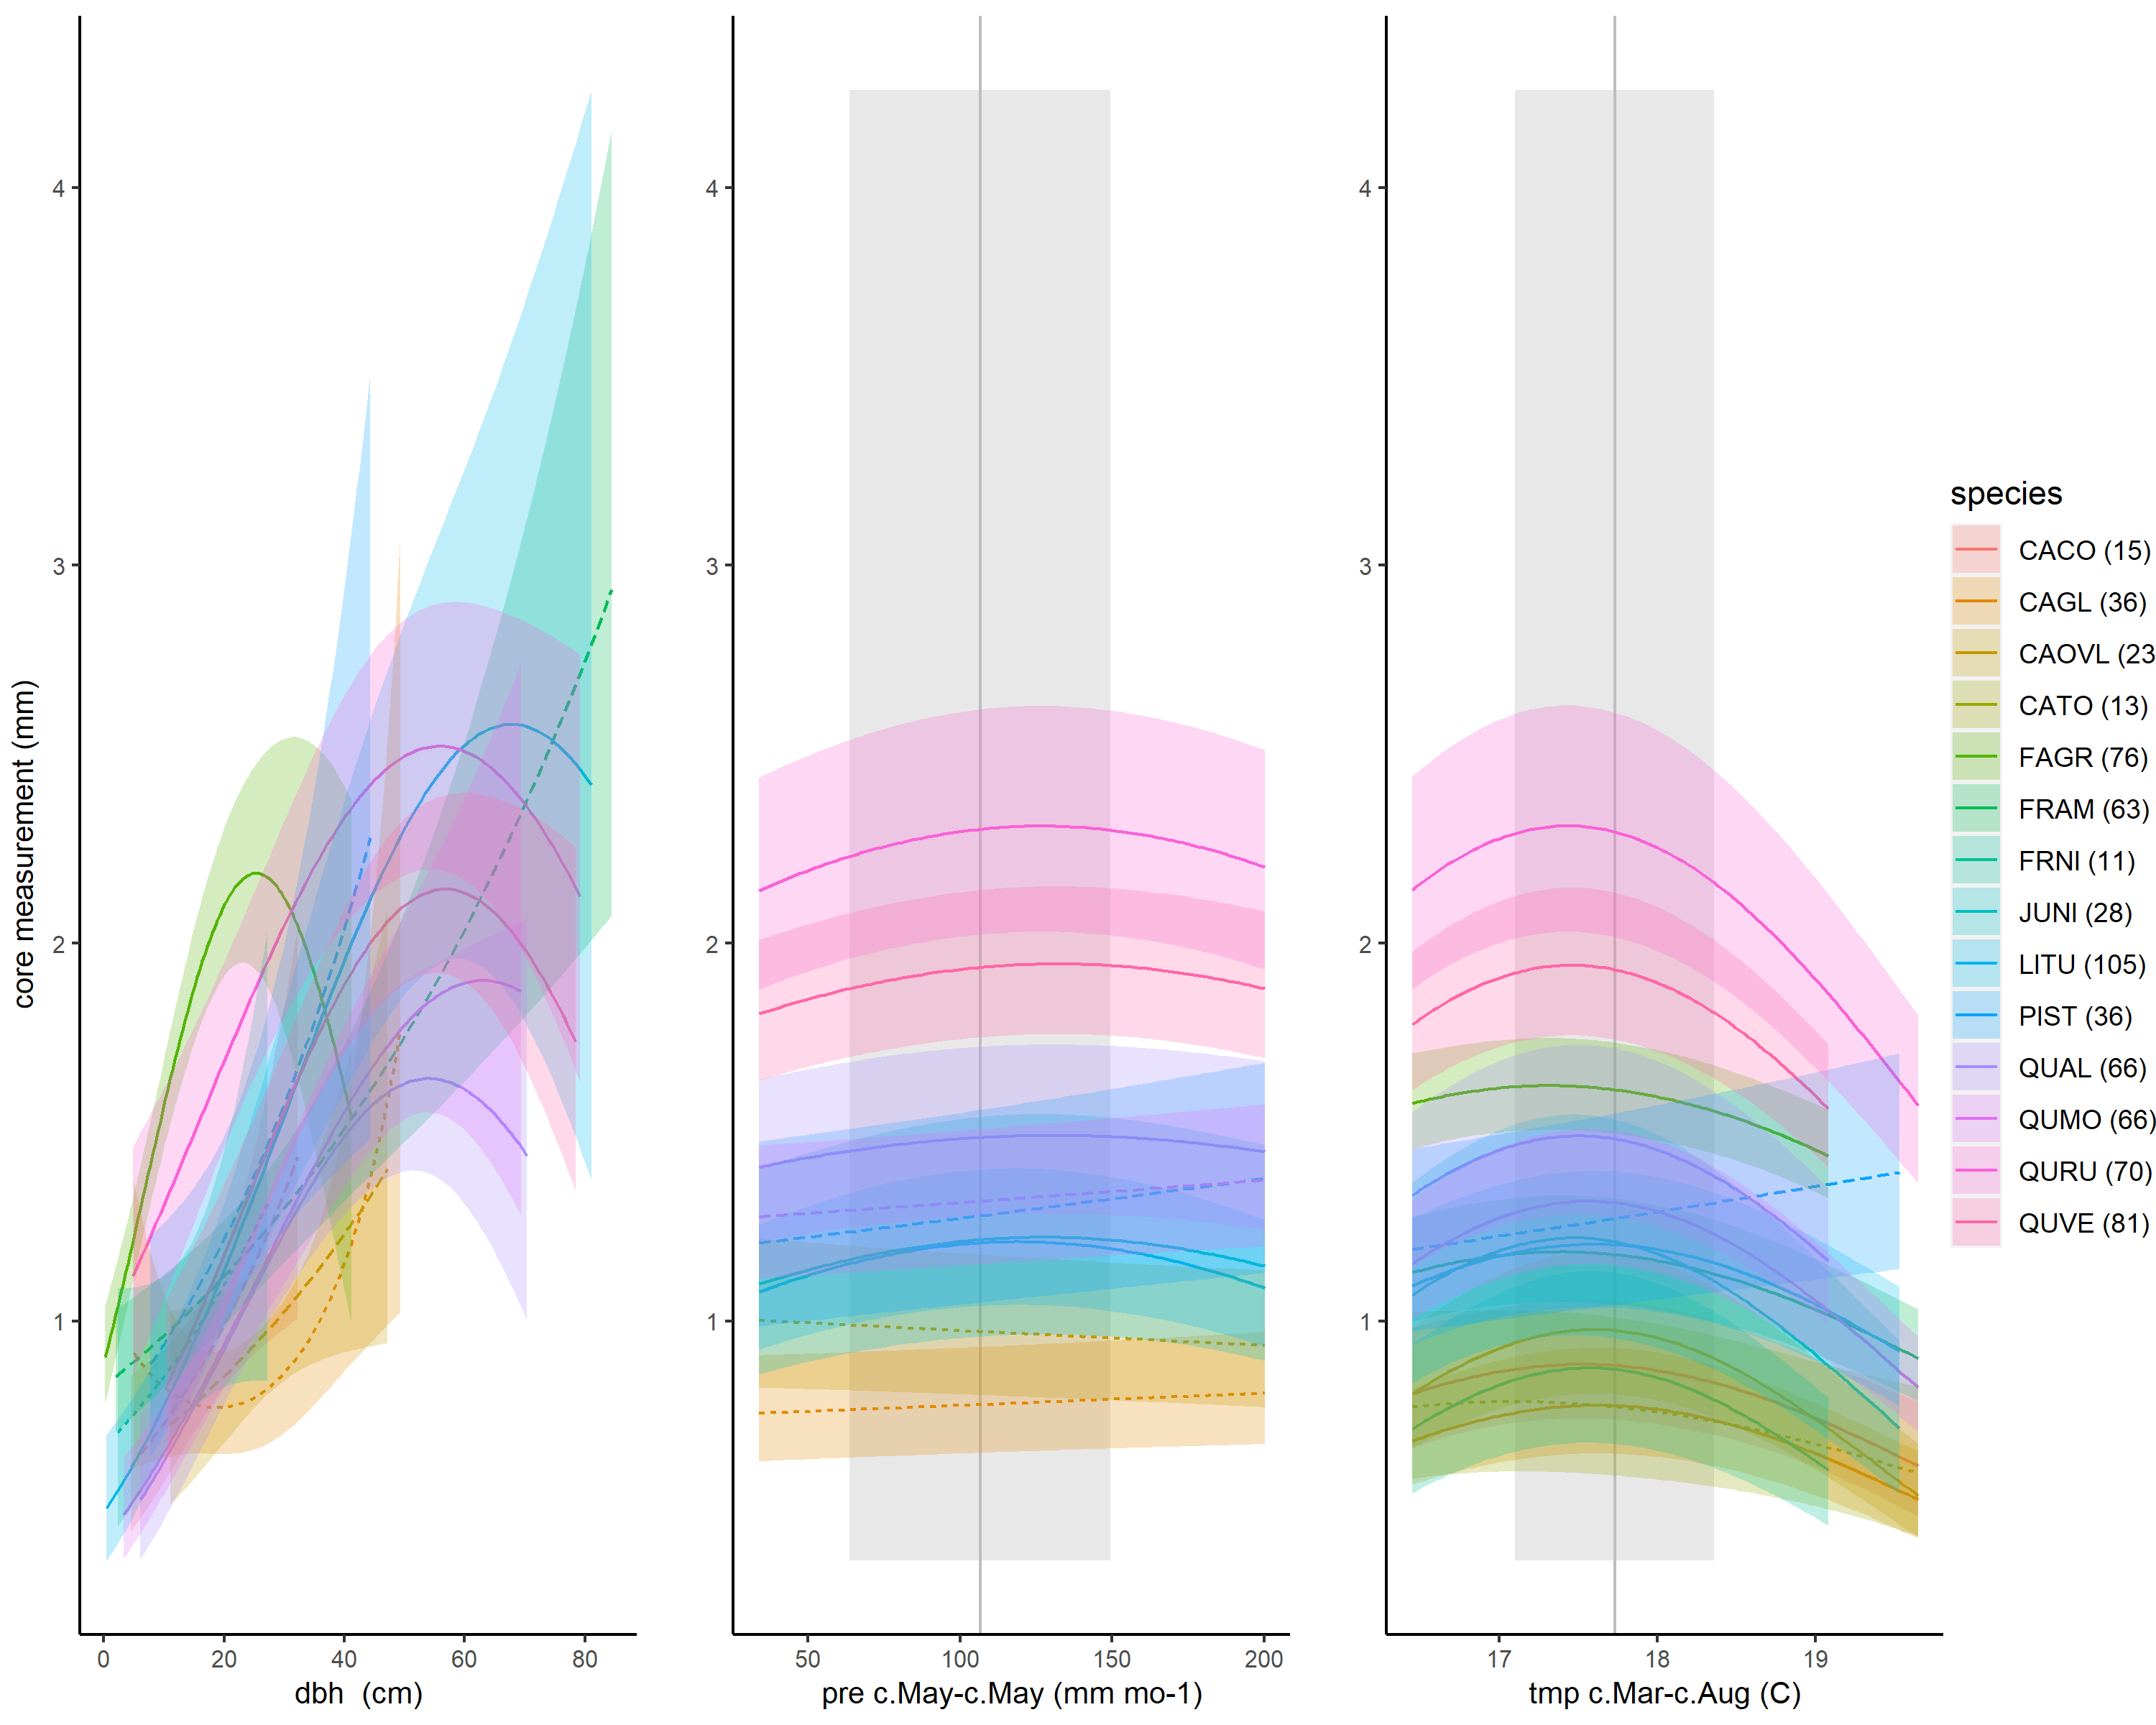 core measurement (mm)
4
3
2
1
0 20 40 60 80
dbh  (cm)
4
3
2
1
50 100 150 200
pre c.May-c.May (mm mo-1)
4
3
2
1
17 18 19
tmp c.Mar-c.Aug (C)
species
CACO (15)
CAGL (36)
CAOVL (23
CATO (13)
FAGR (76)
FRAM (63)
FRNI (11)
JUNI (28)
LITU (105)
PIST (36)
QUAL (66)
QUMO (66)
QURU (70)
QUVE (81)